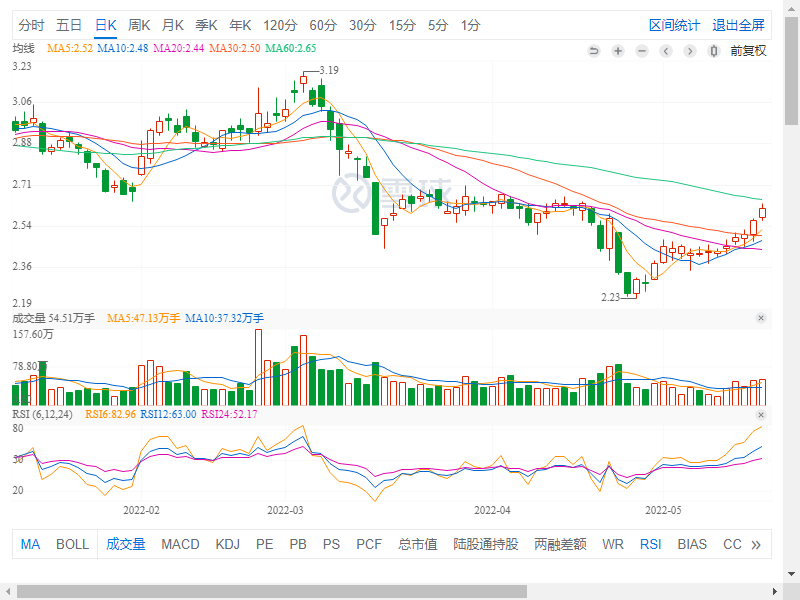 分时 五日 日K 周K 月K 季K 年K 120分 60分 30分 15分 5分 1分 区间统计 退出全屏
均线 MA5:2.52 MA10:2.48 MA20:2.44 MA30:2.50 MA60:2.65 前复权
3.23
3.19
3.06
2.88
雪球
2.71
2.54
2.36
2.23
2.19
成交量 54.51万手 MA5:47.13万手 MA10:37.32万手
157.60万
78.80万
RSI (6,12,24) RSI6:82.96 RSI12:63.00 RSI24:52.17
80
50
20
2022-02 2022-03 2022-04 2022-05
MA BOLL 成交量 MACD KDJ PE PB PS PCF 总市值 陆股通持股 两融差额 WR RSI BIAS CC »